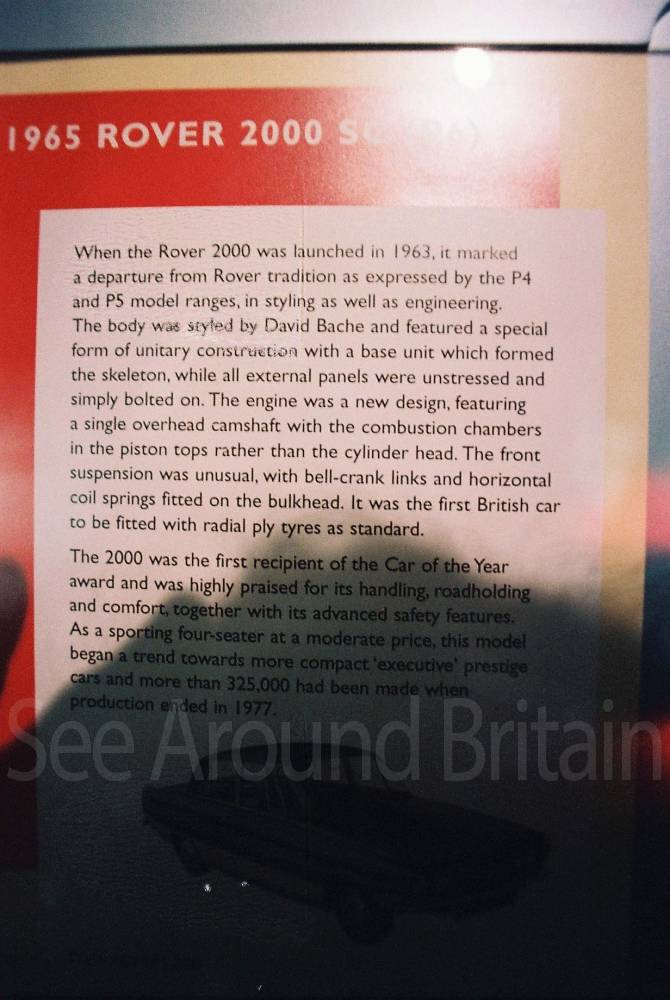 1965 ROVER 2000
When the Rover 2000 was launched in 1963, it marked
a departure from Rover tradition as expressed by the P4
and P5 model ranges, in styling as well as engineering.
The body was styled by David Bache and featured a special
form of unitary construction with a base unit which formed
the skeleton, while all external panels were unstressed and
simply bolted on. The engine was a new design, featuring
a single overhead camshaft with the combustion chambers
in the piston tops rather than the cylinder head. The front
suspension was unusual, with bell-crank links and horizontal
coil springs fitted on the bulkhead. It was the first British car
to be fitted with radial ply tyres as standard.
The 2000 was the first recipient of the Car of the Year
award and was highly praised for its handling, roadholding
and comfort, together with its advanced safety features.
As a sporting four-seater at a moderate price, this model
began a trend towards more compact 'executive' prestige
cars and more than 325,000 had been made when
production ended in 1977.
See Around Britain